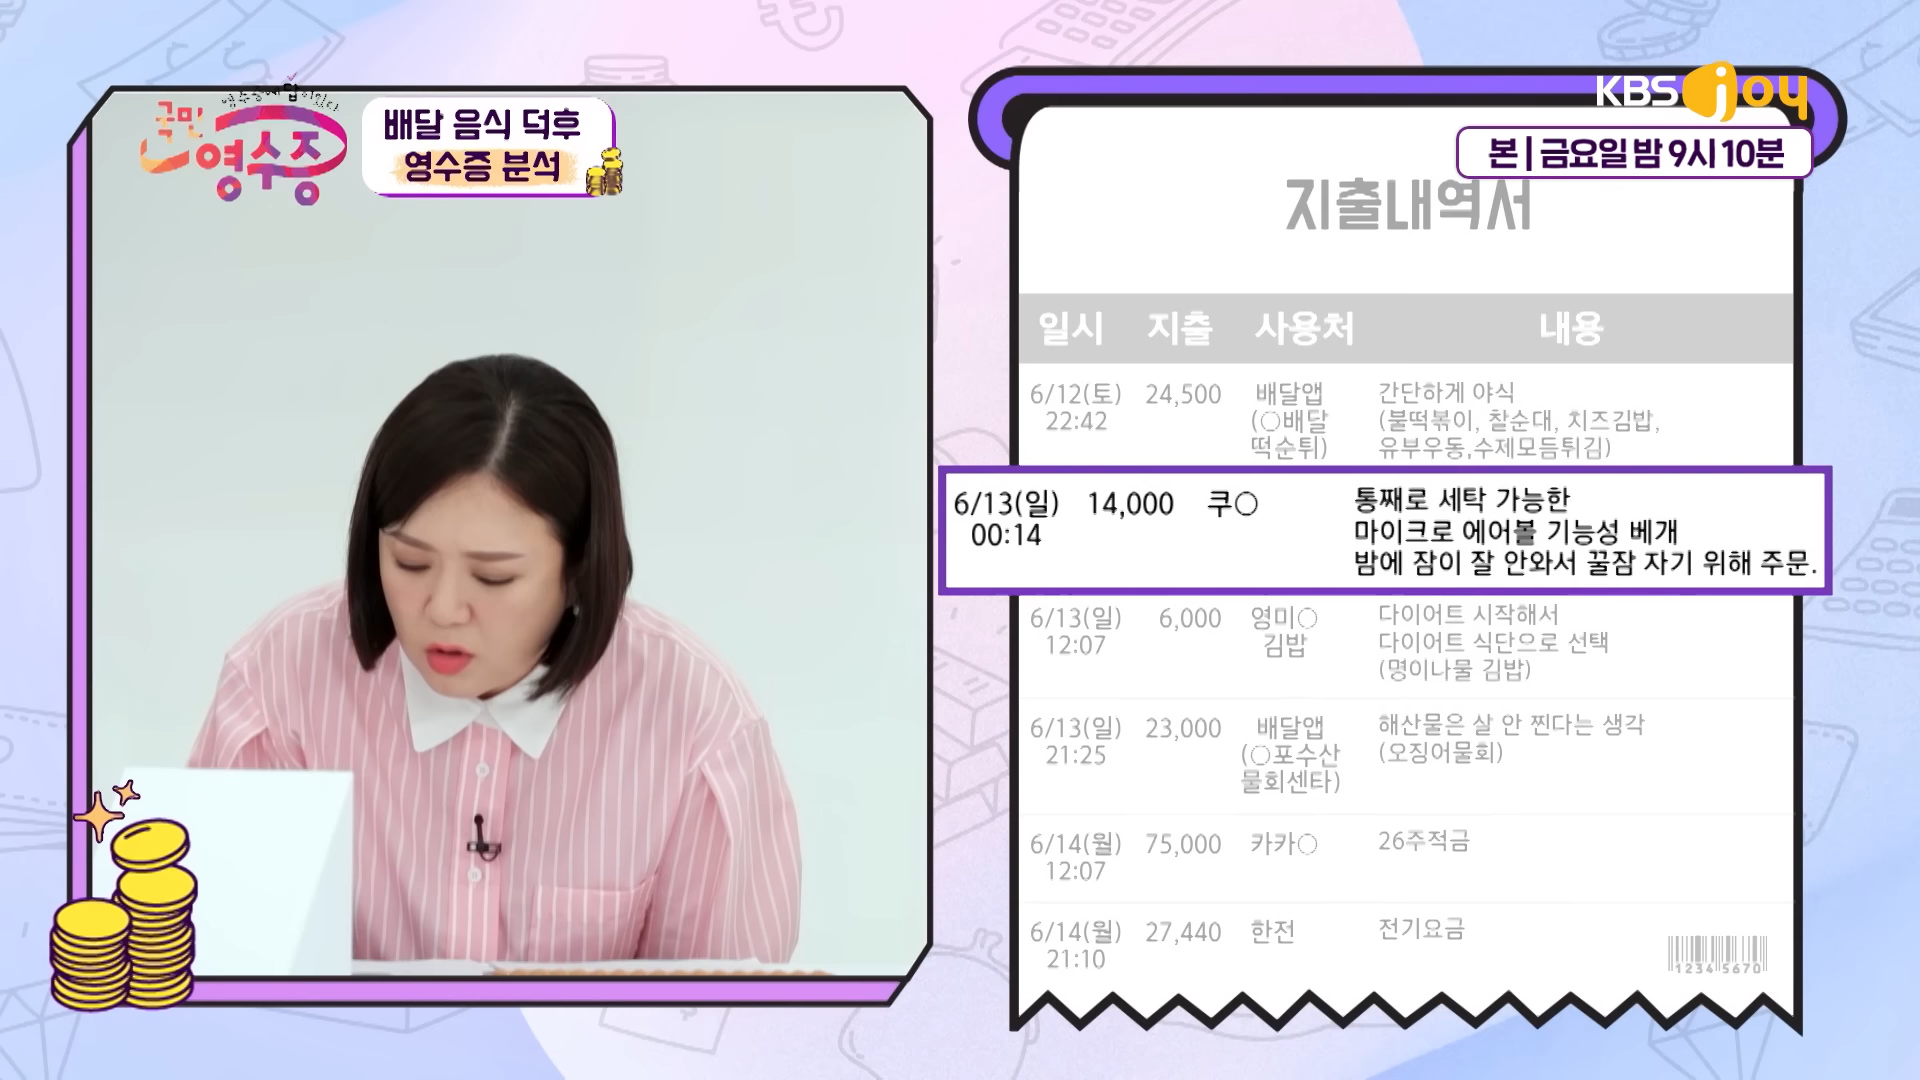 영수증에 답이 있다
국민
영수증
배달 음식 덕후
영수증 분석
KBS joy
본 | 금요일 밤 9시 10분
지출내역서
일시 지출 사용처 내용
6/12(토) 24,500 배달앱 간단하게 야식
22:42 (○배달 (불떡볶이, 찰순대, 치즈김밥,
떡순튀) 유부우동,수제모듬튀김)
6/13(일) 14,000 쿠○ 통째로 세탁 가능한
00:14 마이크로 에어볼 기능성 베개
밤에 잠이 잘 안와서 꿀잠 자기 위해 주문.
6/13(일) 6,000 영미○ 다이어트 시작해서
12:07 김밥 다이어트 식단으로 선택
(명이나물 김밥)
6/13(일) 23,000 배달앱 해산물은 살 안 찐다는 생각
21:25 (○포수산 (오징어물회)
물회센타)
6/14(월) 75,000 카카○ 26주적금
12:07
6/14(월) 27,440 한전 전기요금
21:10
1234 5670